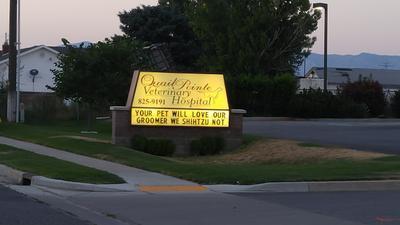 Quail Pointe
Veterinary
825-9191 Hospital
YOUR PET WILL LOVE OUR
GROOMER WE SHIHTZU NOT